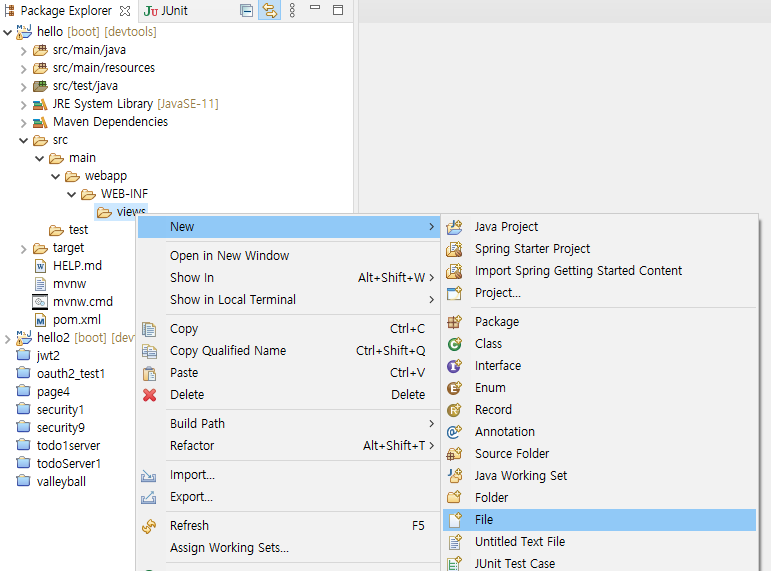 Package Explorer
JUnit
hello [boot] [devtools]
src/main/java
src/main/resources
src/test/java
JRE System Library [JavaSE-11]
Maven Dependencies
src
main
webapp
WEB-INF
views
test
target
HELP.md
mvnw
mvnw.cmd
pom.xml
hello2 [boot] [devt
jwt2
oauth2_test1
page4
security1
security9
todo1server
todoServer1
valleyball
New
Open in New Window
Show In Alt+Shift+W
Show in Local Terminal
Copy Ctrl+C
Copy Qualified Name Ctrl+Shift+Q
Paste Ctrl+V
Delete Delete
Build Path
Refactor Alt+Shift+T
Import...
Export...
Refresh F5
Assign Working Sets...
Java Project
Spring Starter Project
Import Spring Getting Started Content
Project...
Package
Class
Interface
Enum
Record
Annotation
Source Folder
Java Working Set
Folder
File
Untitled Text File
JUnit Test Case